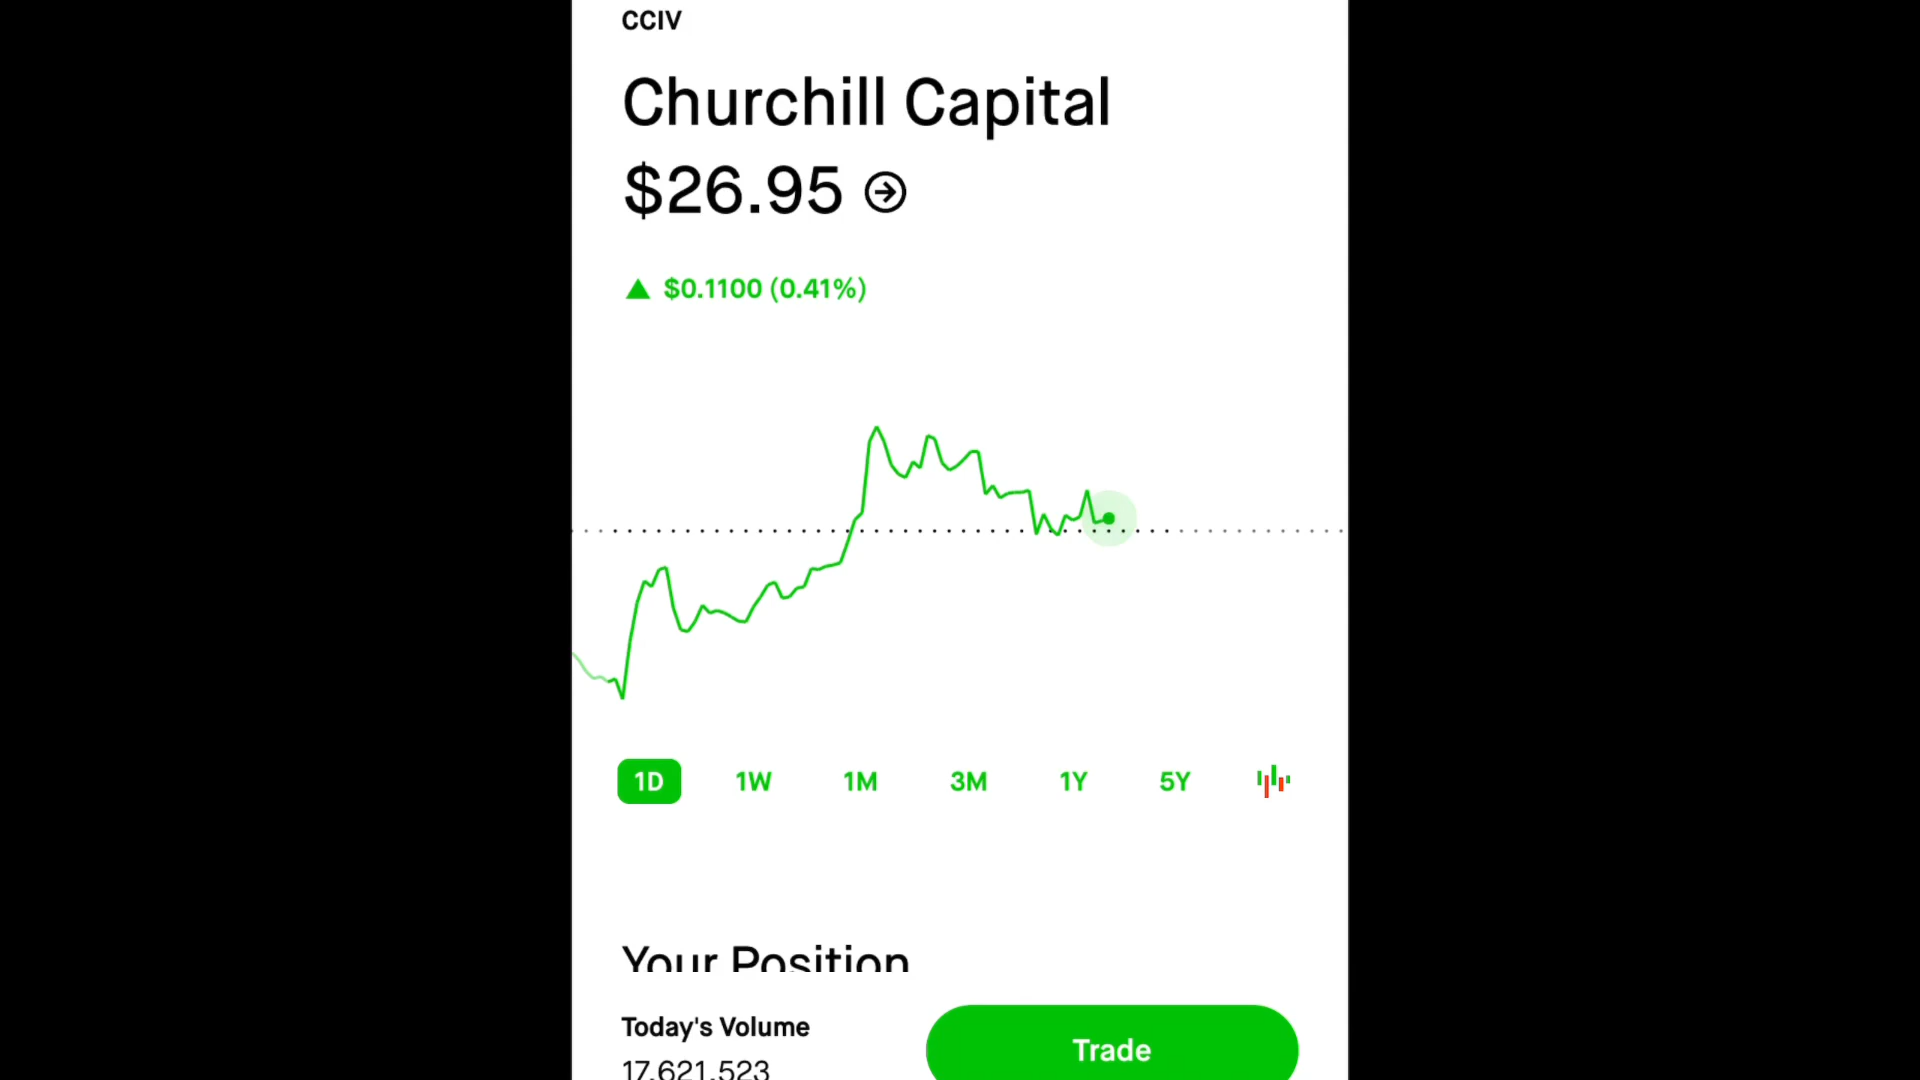 CCIV
Churchill Capital
$26.95
$0.1100 (0.41%)
1D 1W 1M 3M 1Y 5Y
Your Position
Today's Volume
17,621,523
Trade